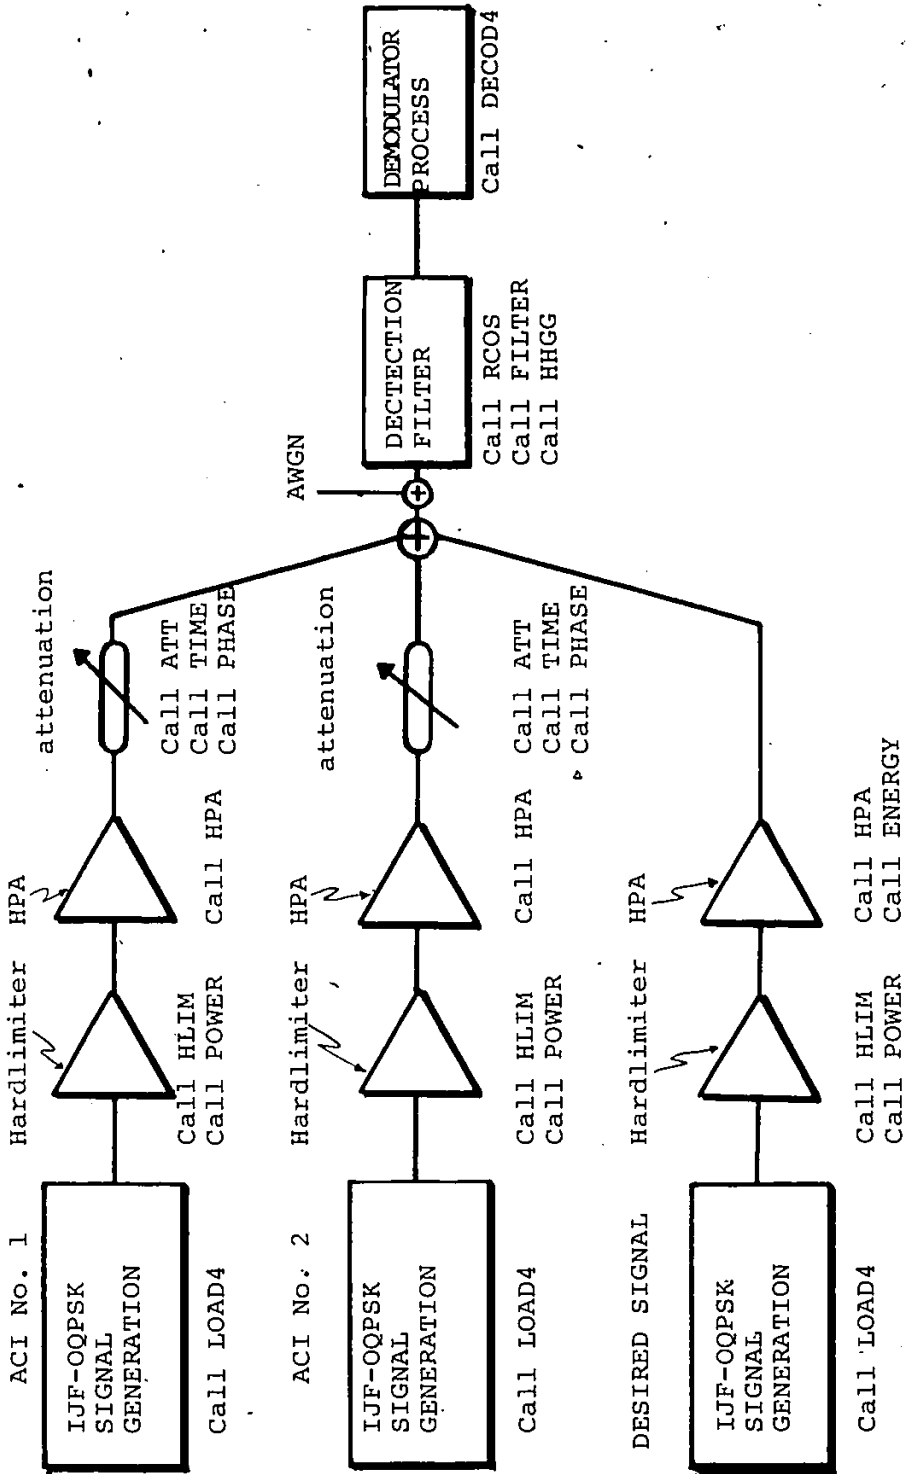 ACI No. 1
IJF-OQPSK
SIGNAL
GENERATION
Call LOAD4
Hardlimiter
Call HLIM
Call POWER
HPA
Call HPA
attenuation
Call ATT
Call TIME
Call PHASE
ACI No. 2
IJF-OQPSK
SIGNAL
GENERATION
Call LOAD4
Hardlimiter
Call HLIM
Call POWER
HPA
Call HPA
attenuation
Call ATT
Call TIME
Call PHASE
DESIRED SIGNAL
IJF-OQPSK
SIGNAL
GENERATION
Call LOAD4
Hardlimiter
Call HLIM
Call POWER
HPA
Call HPA
Call ENERGY
AWGN
DECTECTION
FILTER
Call RCOS
Call FILTER
Call HHGG
DEMODULATOR
PROCESS
Call DECOD4